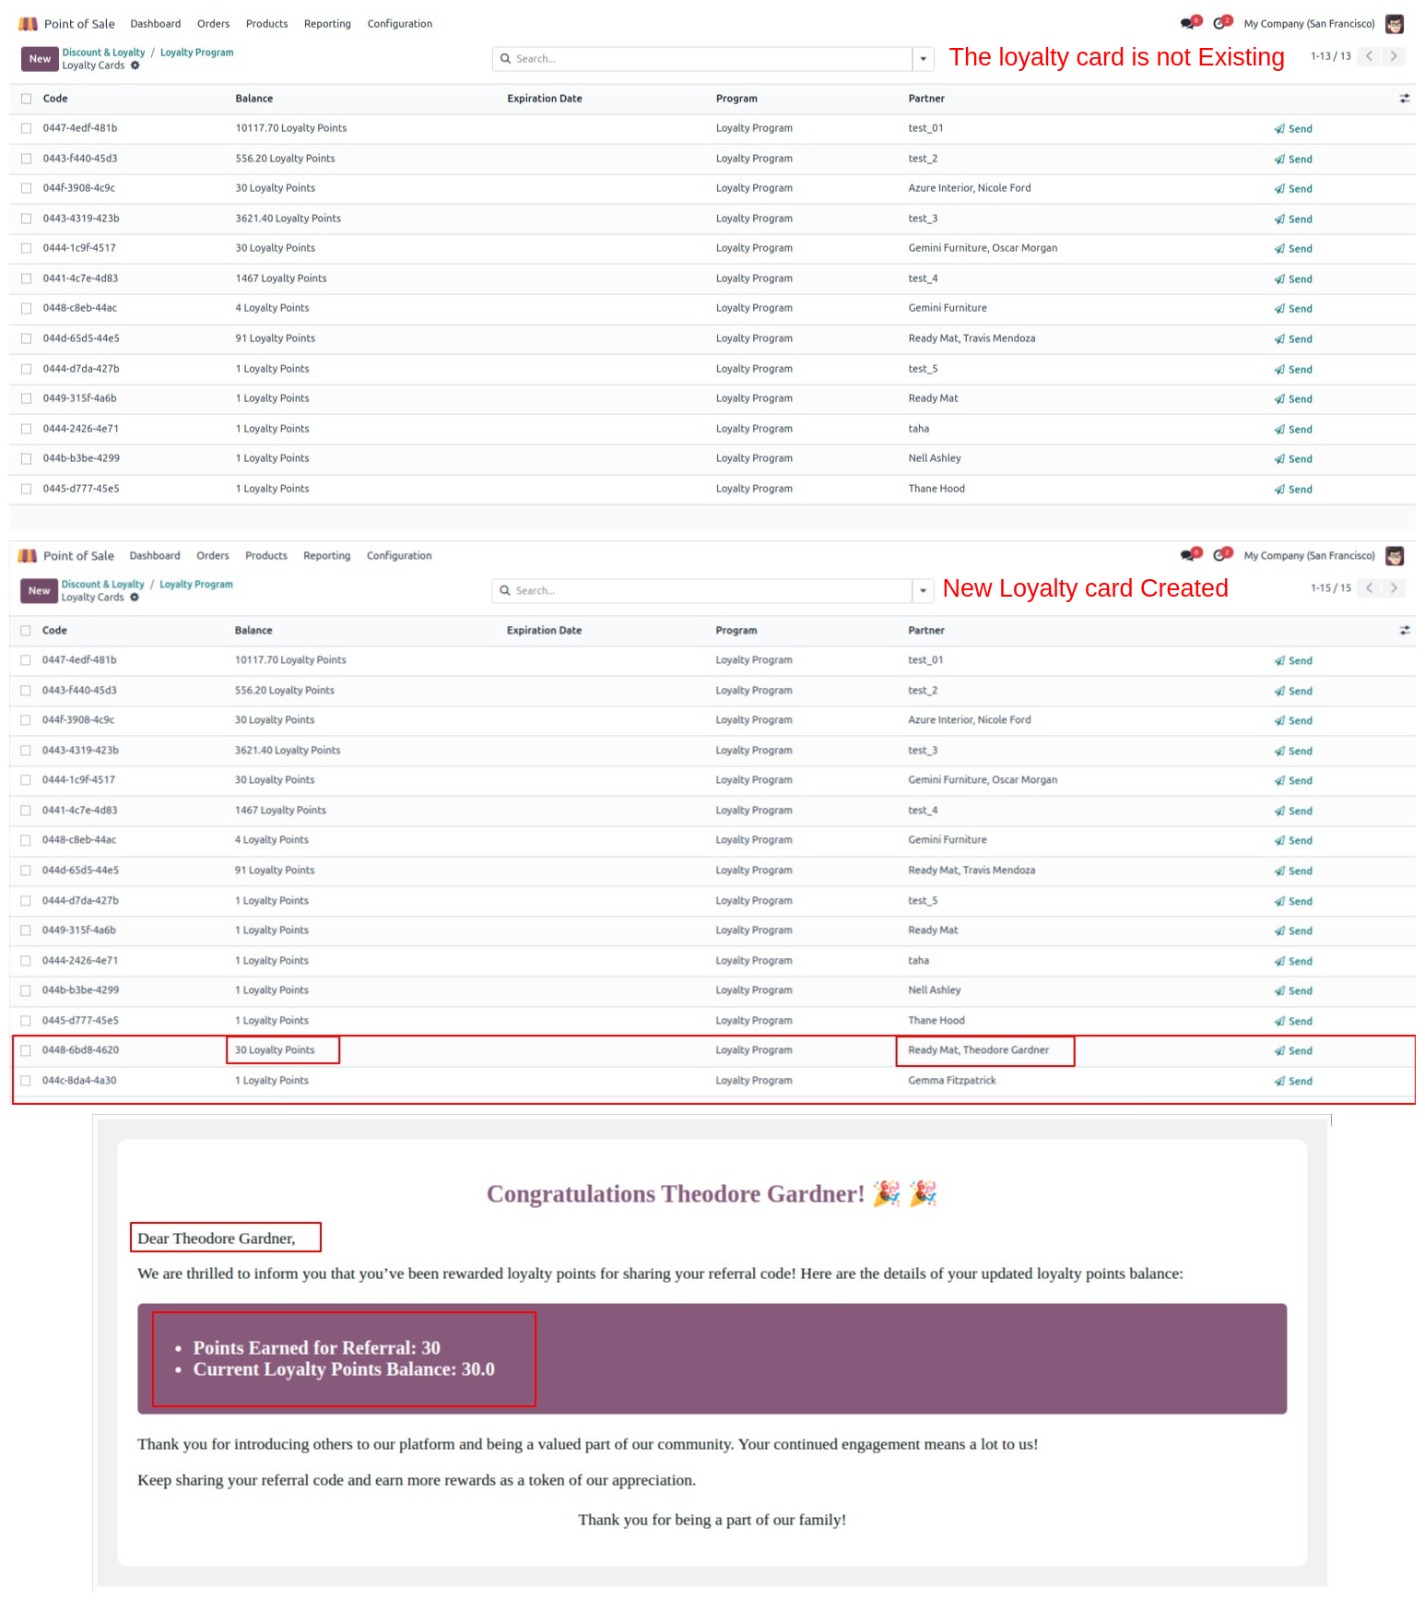 Point of Sale Dashboard Orders Products Reporting Configuration My Company (San Francisco)
New Discount & Loyalty / Loyalty Program Search... The loyalty card is not Existing 1-13 / 13
Loyalty Cards
Code Balance Expiration Date Program Partner
0447-4edf-481b 10117.70 Loyalty Points Loyalty Program test_01 Send
0443-f440-45d3 556.20 Loyalty Points Loyalty Program test_2 Send
044f-3908-4c9c 30 Loyalty Points Loyalty Program Azure Interior, Nicole Ford Send
0443-4319-423b 3621.40 Loyalty Points Loyalty Program test_3 Send
0444-1c9f-4517 30 Loyalty Points Loyalty Program Gemini Furniture, Oscar Morgan Send
0441-4c7e-4d83 1467 Loyalty Points Loyalty Program test_4 Send
0448-c8eb-44ac 4 Loyalty Points Loyalty Program Gemini Furniture Send
044d-65d5-44e5 91 Loyalty Points Loyalty Program Ready Mat, Travis Mendoza Send
0444-d7da-427b 1 Loyalty Points Loyalty Program test_5 Send
0449-315f-4a6b 1 Loyalty Points Loyalty Program Ready Mat Send
0444-2426-4e71 1 Loyalty Points Loyalty Program taha Send
044b-b3be-4299 1 Loyalty Points Loyalty Program Nell Ashley Send
0445-d777-45e5 1 Loyalty Points Loyalty Program Thane Hood Send
Point of Sale Dashboard Orders Products Reporting Configuration My Company (San Francisco)
New Discount & Loyalty / Loyalty Program Search... New Loyalty card Created 1-15 / 15
Loyalty Cards
Code Balance Expiration Date Program Partner
0447-4edf-481b 10117.70 Loyalty Points Loyalty Program test_01 Send
0443-f440-45d3 556.20 Loyalty Points Loyalty Program test_2 Send
044f-3908-4c9c 30 Loyalty Points Loyalty Program Azure Interior, Nicole Ford Send
0443-4319-423b 3621.40 Loyalty Points Loyalty Program test_3 Send
0444-1c9f-4517 30 Loyalty Points Loyalty Program Gemini Furniture, Oscar Morgan Send
0441-4c7e-4d83 1467 Loyalty Points Loyalty Program test_4 Send
0448-c8eb-44ac 4 Loyalty Points Loyalty Program Gemini Furniture Send
044d-65d5-44e5 91 Loyalty Points Loyalty Program Ready Mat, Travis Mendoza Send
0444-d7da-427b 1 Loyalty Points Loyalty Program test_5 Send
0449-315f-4a6b 1 Loyalty Points Loyalty Program Ready Mat Send
0444-2426-4e71 1 Loyalty Points Loyalty Program taha Send
044b-b3be-4299 1 Loyalty Points Loyalty Program Nell Ashley Send
0445-d777-45e5 1 Loyalty Points Loyalty Program Thane Hood Send
0448-6bd8-4620 30 Loyalty Points Loyalty Program Ready Mat, Theodore Gardner Send
044c-8da4-4a30 1 Loyalty Points Loyalty Program Gemma Fitzpatrick Send
Congratulations Theodore Gardner! 🎉 🎉
Dear Theodore Gardner,
We are thrilled to inform you that you’ve been rewarded loyalty points for sharing your referral code! Here are the details of your updated loyalty points balance:
• Points Earned for Referral: 30
• Current Loyalty Points Balance: 30.0
Thank you for introducing others to our platform and being a valued part of our community. Your continued engagement means a lot to us!
Keep sharing your referral code and earn more rewards as a token of our appreciation.
Thank you for being a part of our family!